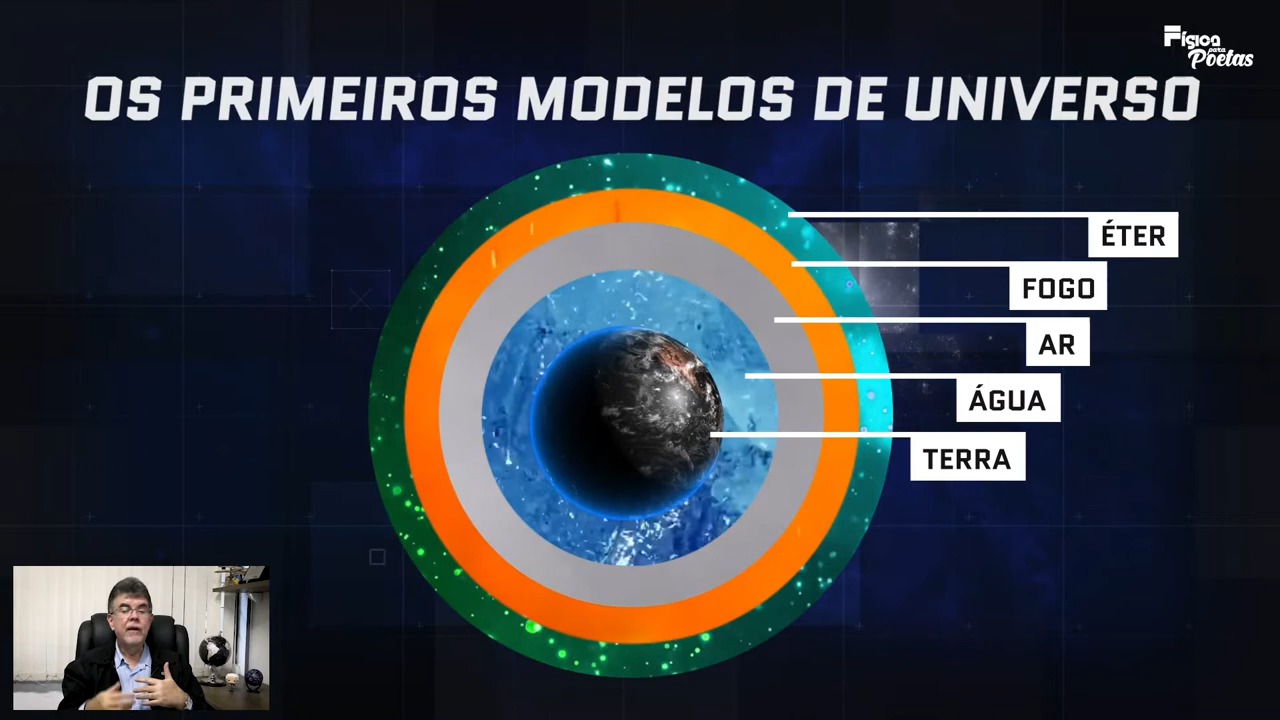 Física
para
Poetas
OS PRIMEIROS MODELOS DE UNIVERSO
ÉTER
FOGO
AR
ÁGUA
TERRA